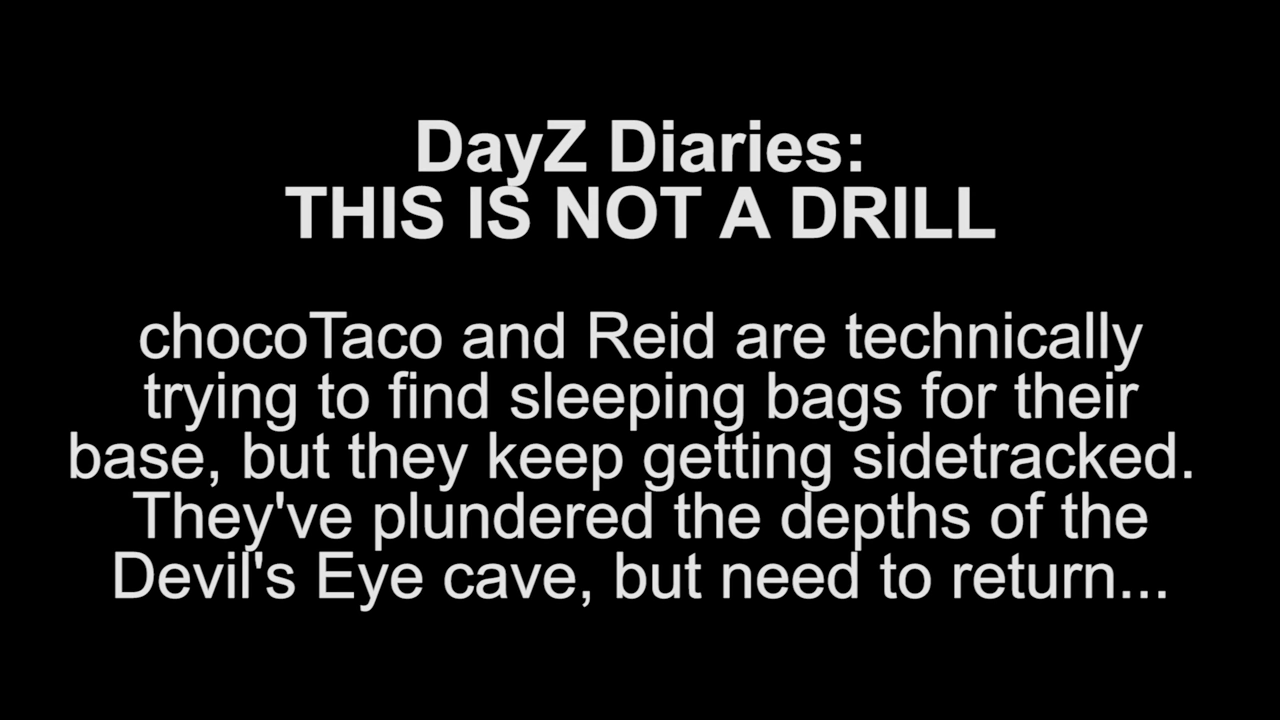 DayZ Diaries:
THIS IS NOT A DRILL
chocoTaco and Reid are technically
trying to find sleeping bags for their
base, but they keep getting sidetracked.
They've plundered the depths of the
Devil's Eye cave, but need to return...